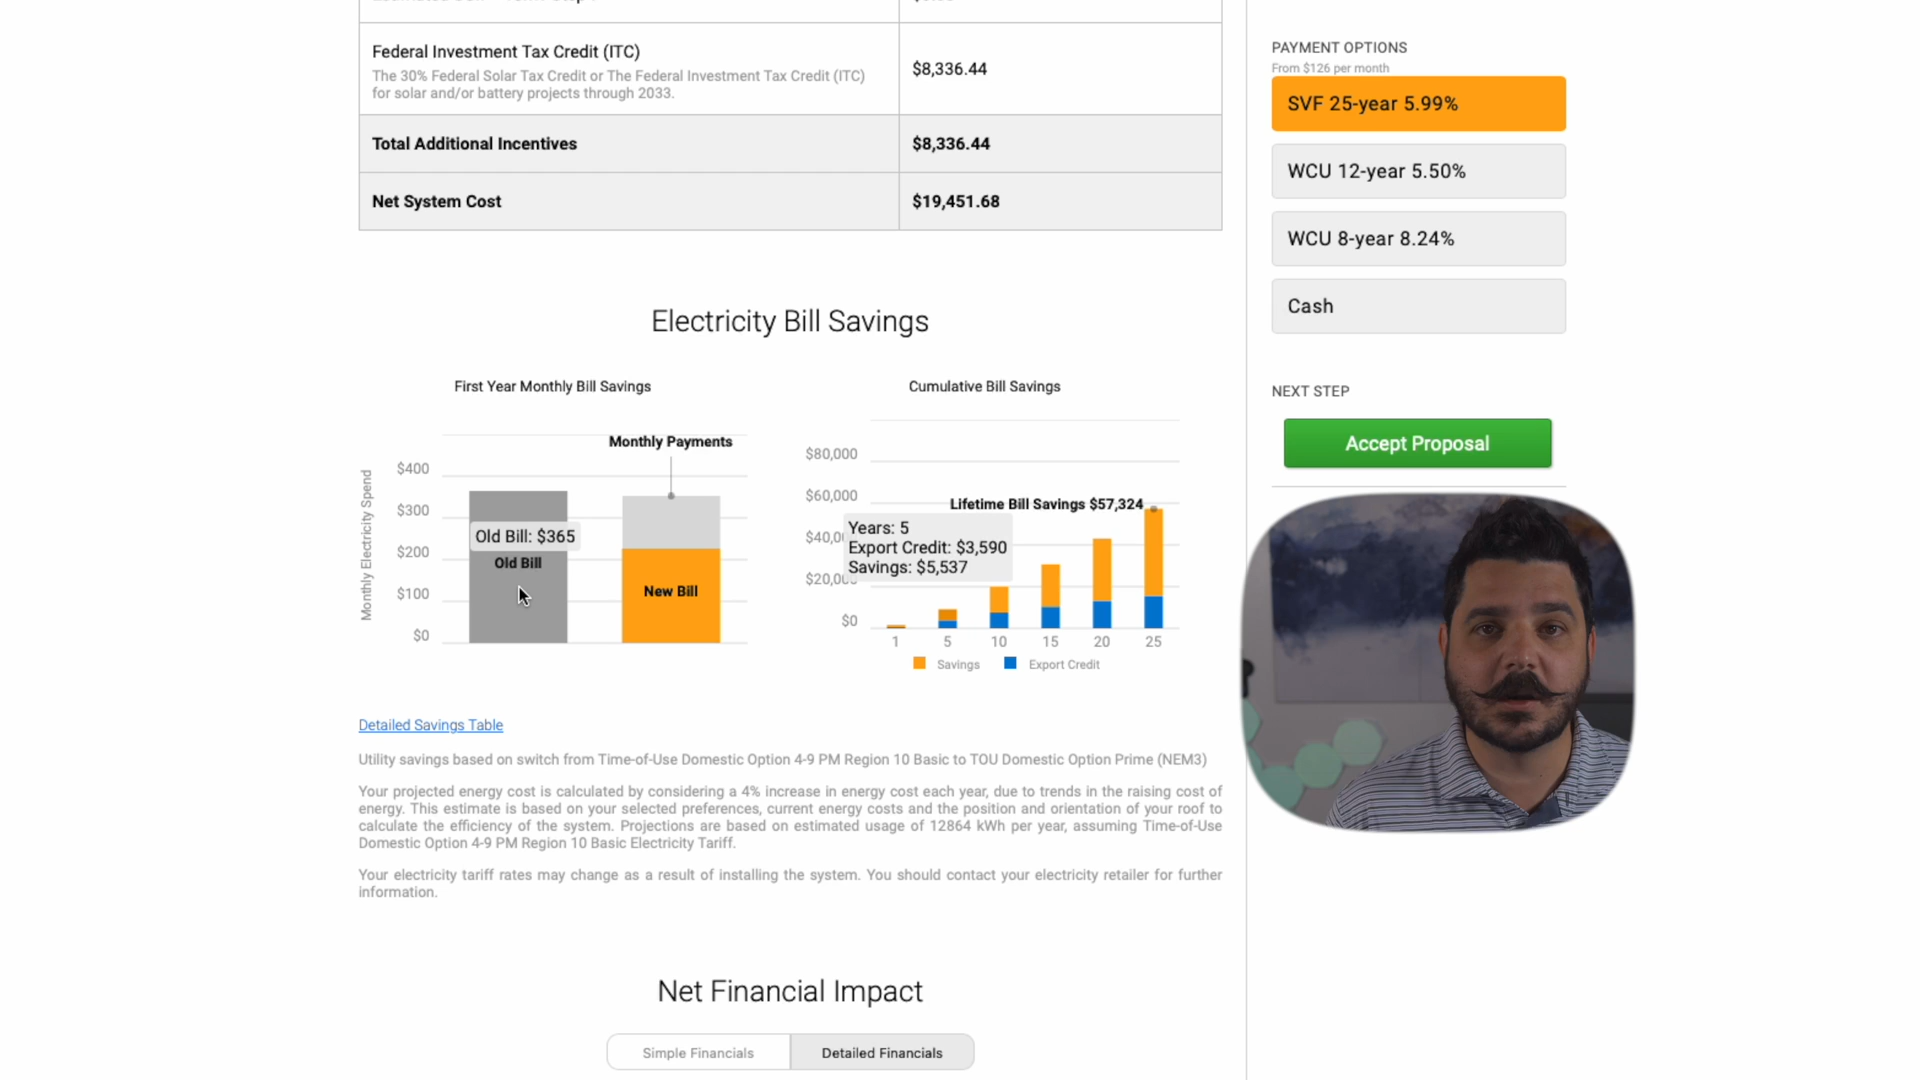 Federal Investment Tax Credit (ITC)
The 30% Federal Solar Tax Credit or The Federal Investment Tax Credit (ITC)
for solar and/or battery projects through 2033.
$8,336.44
Total Additional Incentives
$8,336.44
Net System Cost
$19,451.68
Electricity Bill Savings
First Year Monthly Bill Savings
Monthly Electricity Spend
$400
$300
$200
$100
$0
Monthly Payments
Old Bill: $365
Old Bill
New Bill
Cumulative Bill Savings
$80,000
$60,000
$40,0
$20,00
$0
Lifetime Bill Savings $57,324
Years: 5
Export Credit: $3,590
Savings: $5,537
1 5 10 15 20 25
Savings Export Credit
Detailed Savings Table
Utility savings based on switch from Time-of-Use Domestic Option 4-9 PM Region 10 Basic to TOU Domestic Option Prime (NEM3)
Your projected energy cost is calculated by considering a 4% increase in energy cost each year, due to trends in the raising cost of
energy. This estimate is based on your selected preferences, current energy costs and the position and orientation of your roof to
calculate the efficiency of the system. Projections are based on estimated usage of 12864 kWh per year, assuming Time-of-Use
Domestic Option 4-9 PM Region 10 Basic Electricity Tariff.
Your electricity tariff rates may change as a result of installing the system. You should contact your electricity retailer for further
information.
Net Financial Impact
Simple Financials
Detailed Financials
PAYMENT OPTIONS
From $126 per month
SVF 25-year 5.99%
WCU 12-year 5.50%
WCU 8-year 8.24%
Cash
NEXT STEP
Accept Proposal